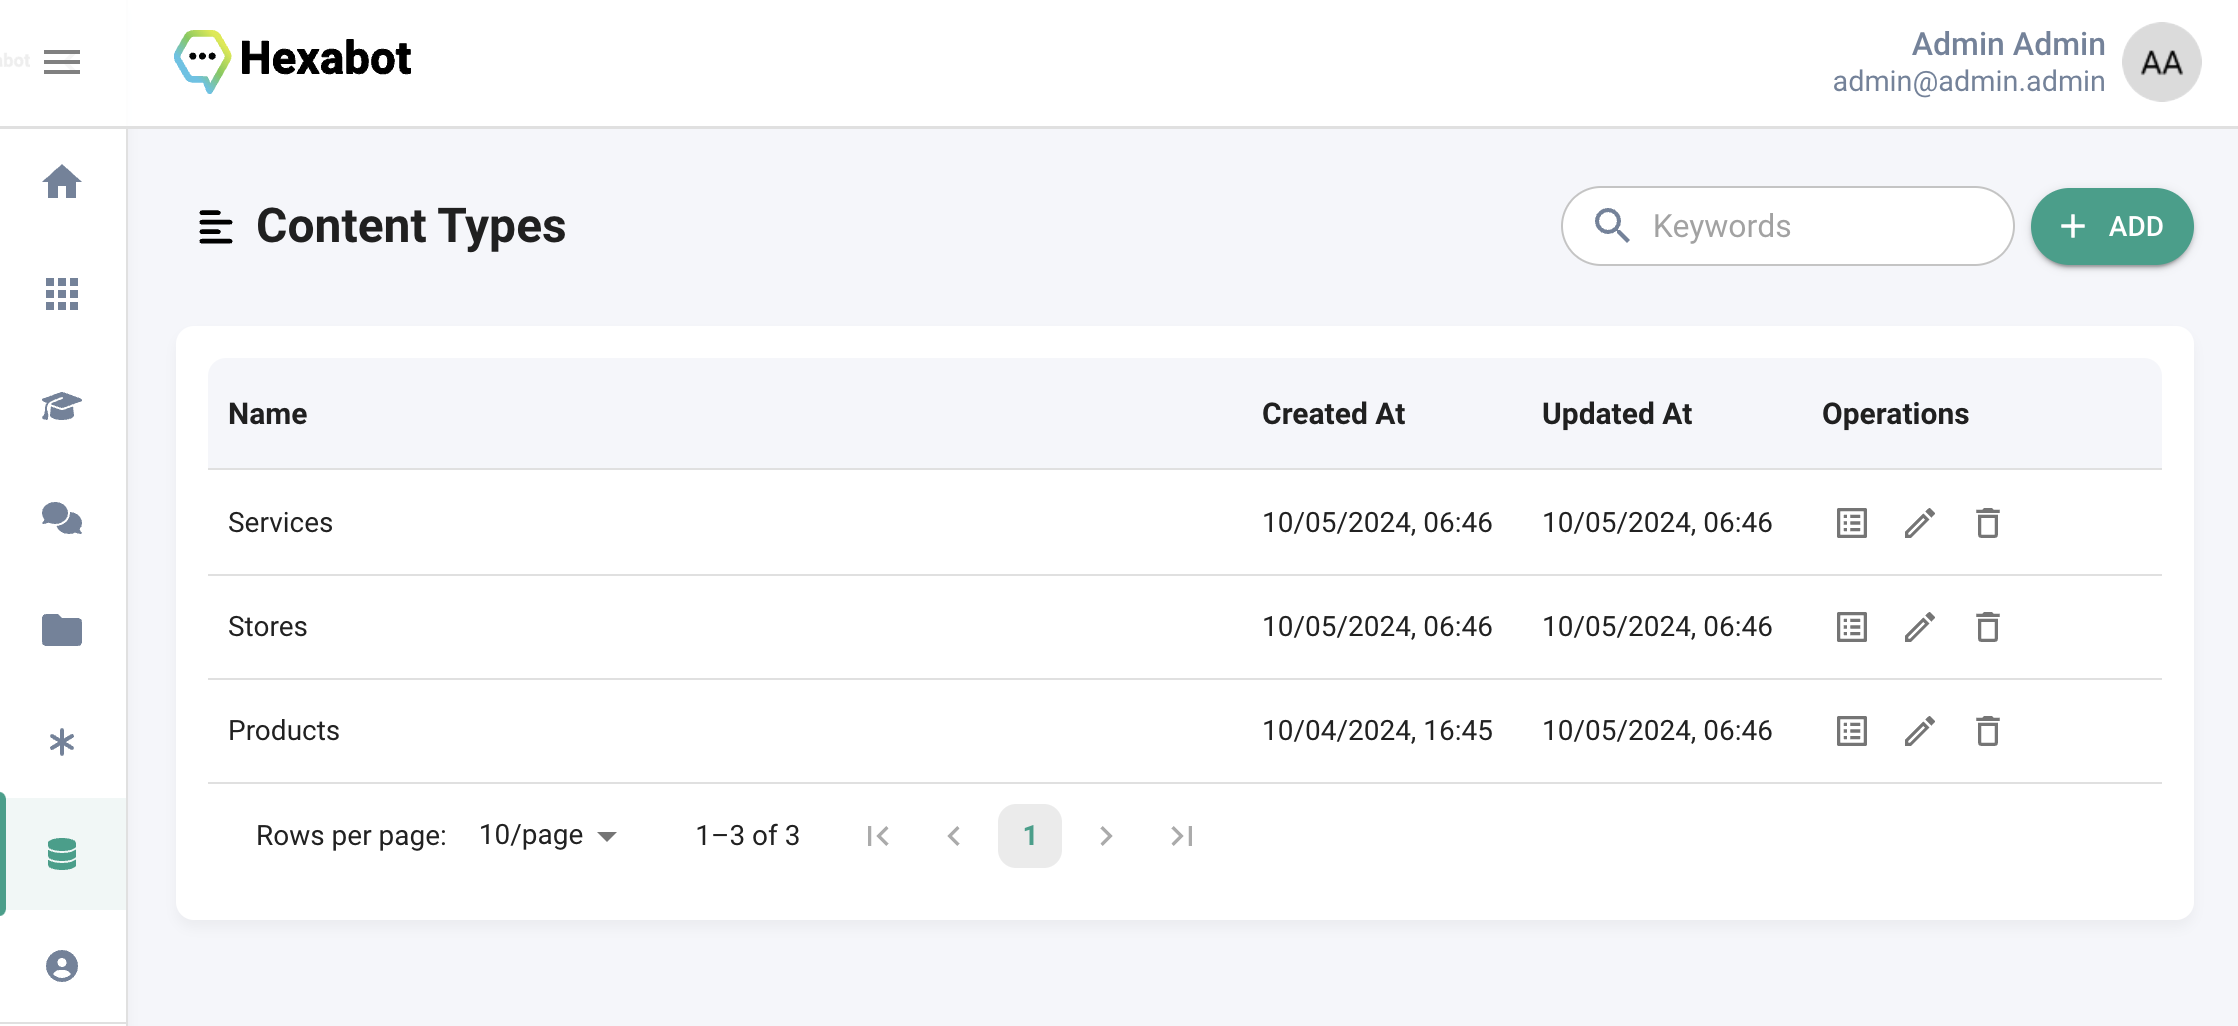 bot
Hexabot
Admin Admin
admin@admin.admin
AA
Content Types
Keywords
+ ADD
Name Created At Updated At Operations
Services 10/05/2024, 06:46 10/05/2024, 06:46
Stores 10/05/2024, 06:46 10/05/2024, 06:46
Products 10/04/2024, 16:45 10/05/2024, 06:46
Rows per page: 10/page 1–3 of 3 1